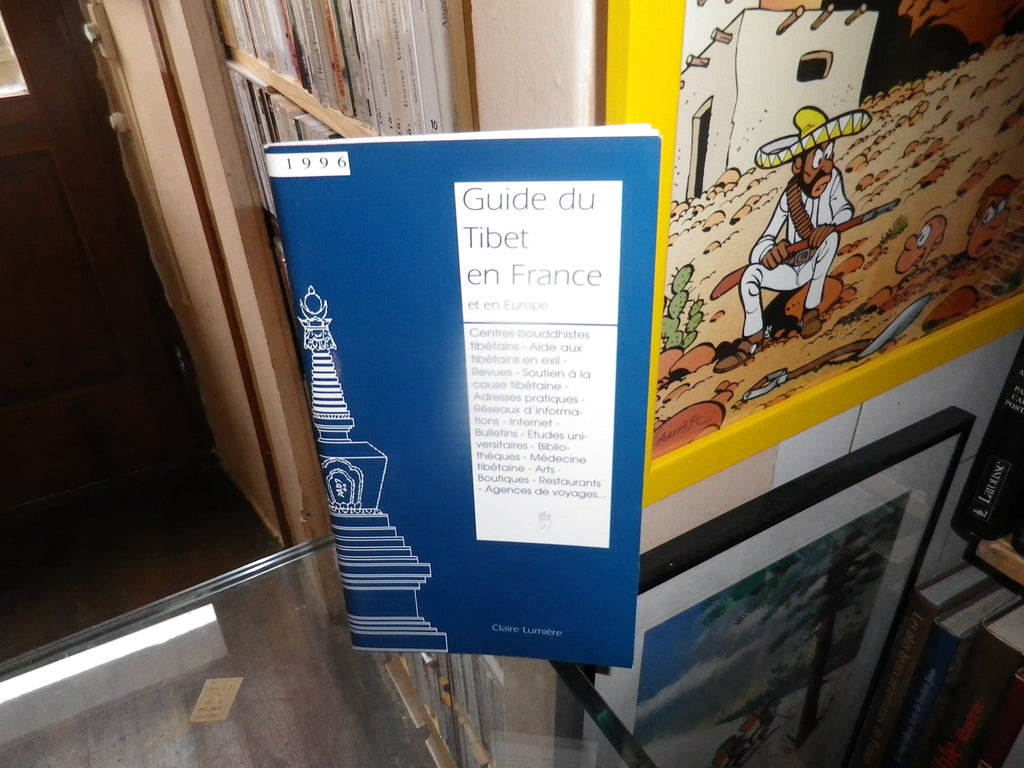 1996
Guide du
Tibet
en France
et en Europe
Centres bouddhistes
tibétains - Aide aux
tibétains en exil -
Revues - Soutien à la
cause tibétaine -
Adresses pratiques -
Réseaux d'informa-
tions - Internet -
Bulletins - Etudes uni-
versitaires - Biblio-
thèques - Médecine
tibétaine - Arts -
Boutiques - Restaurants
- Agences de voyages...
Claire Lumière
Larousse